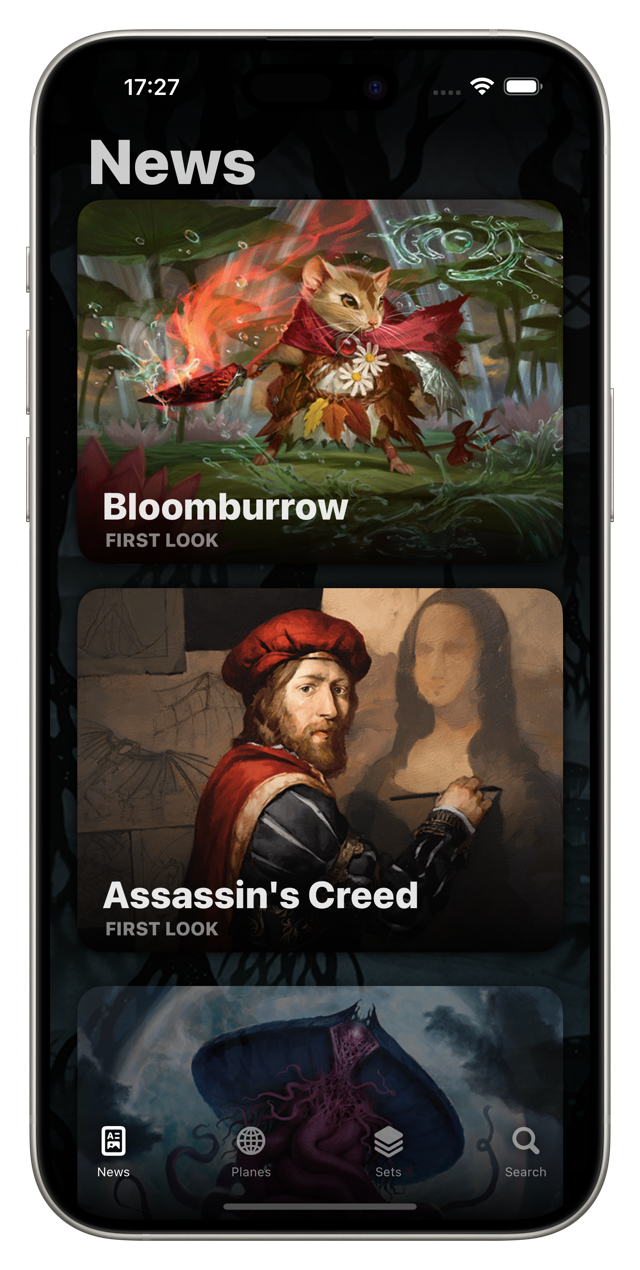 17:27
News
Bloomburrow
FIRST LOOK
Assassin's Creed
FIRST LOOK
News
Planes
Sets
Search